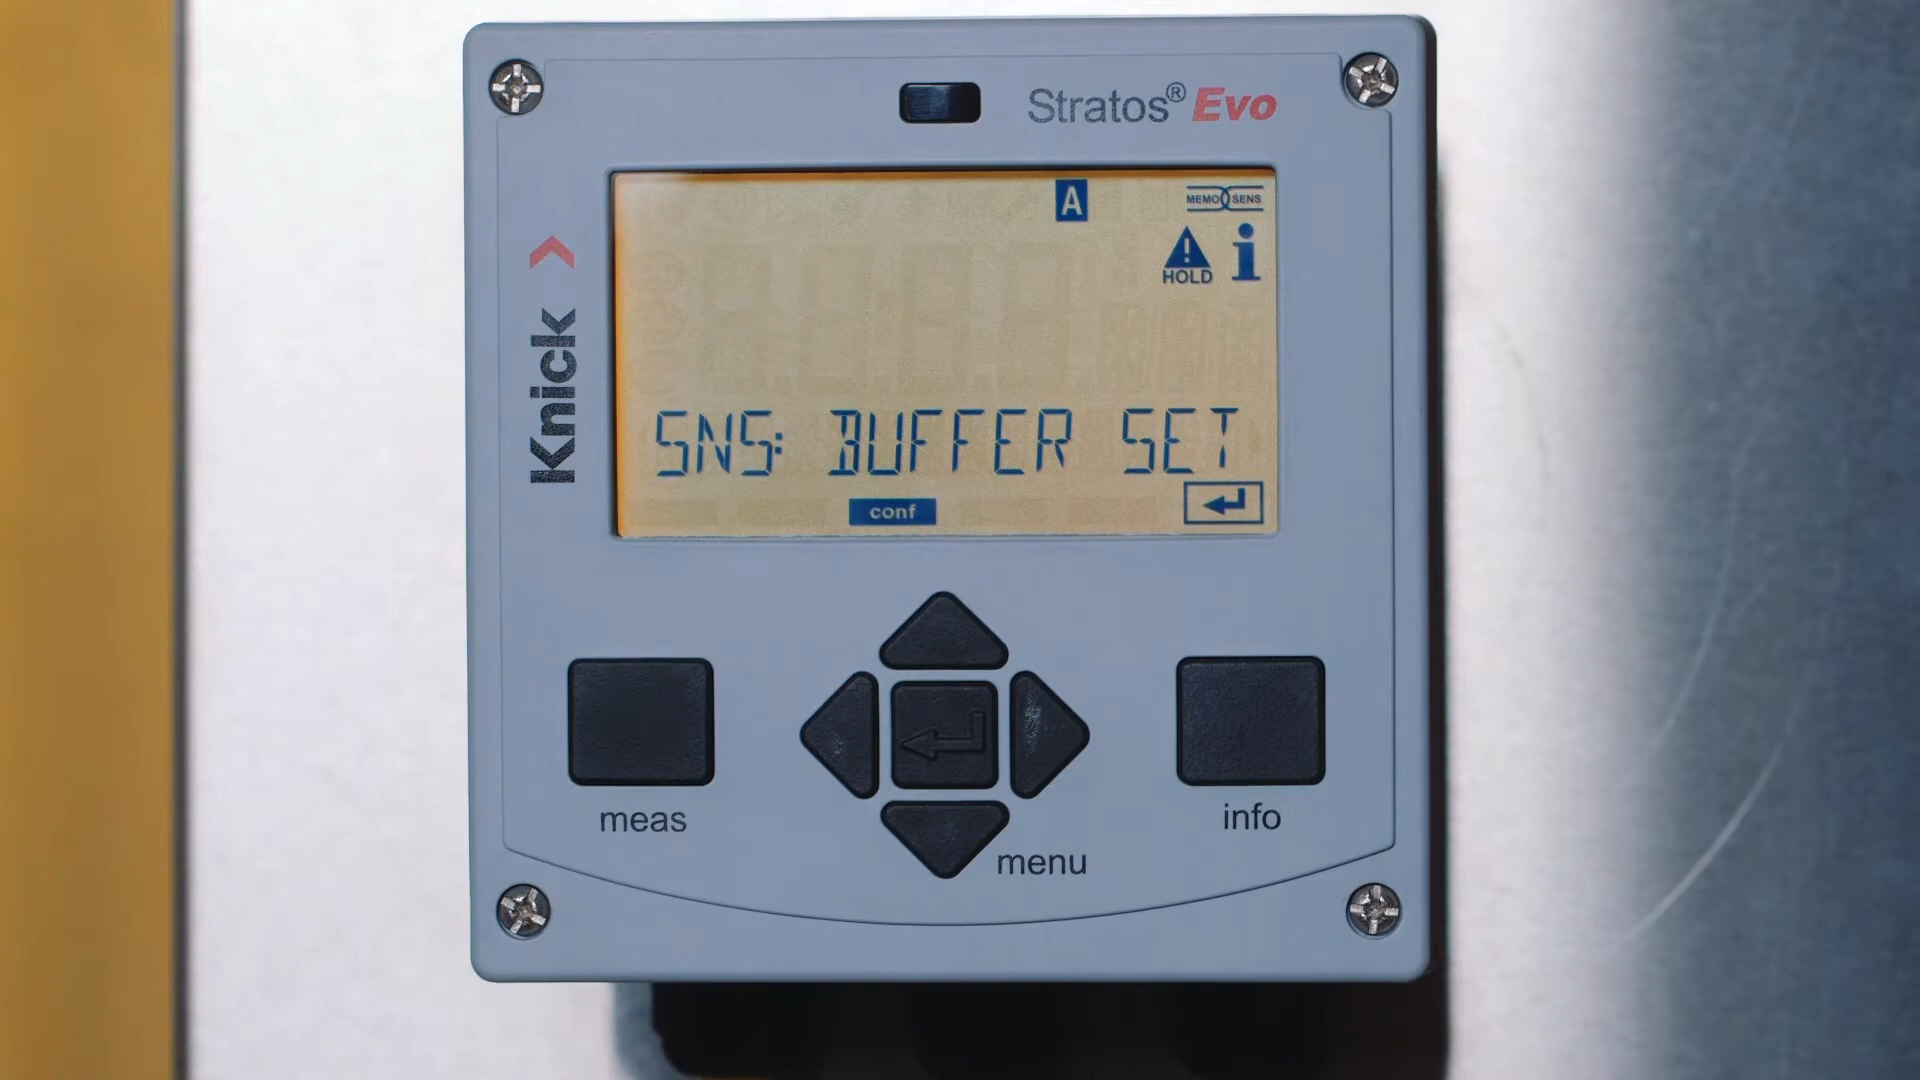 Stratos® Evo
A
MEMO SENS
HOLD
i
Knick
SNS: BUFFER SET
conf
meas
info
menu